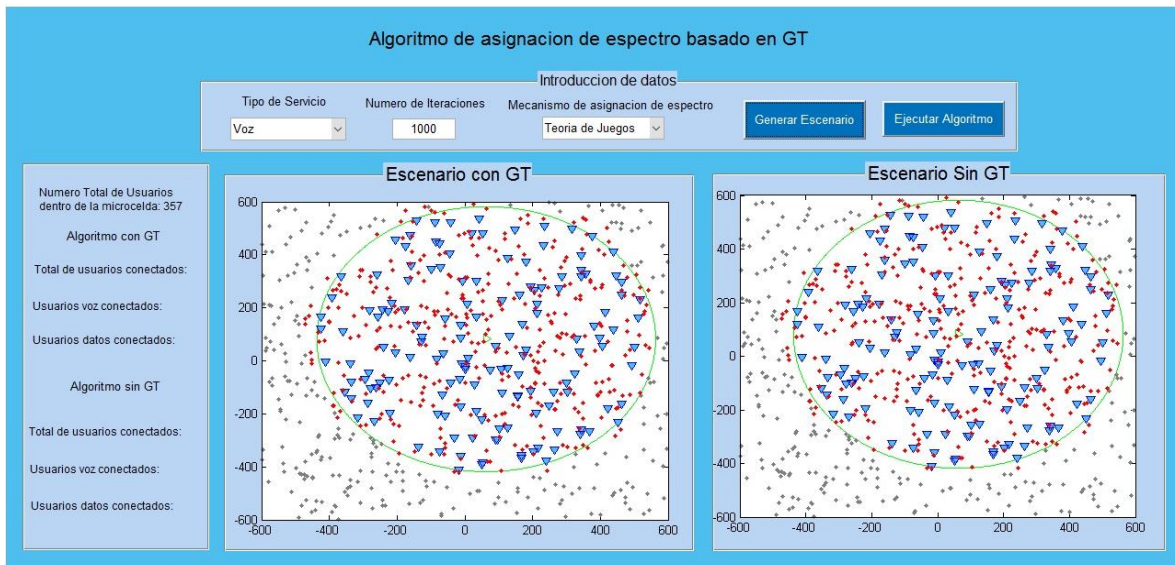 Algoritmo de asignacion de espectro basado en GT
Introduccion de datos
Tipo de Servicio
Numero de Iteraciones
Mecanismo de asignacion de espectro
Voz
1000
Teoria de Juegos
Generar Escenario
Ejecutar Algoritmo
Numero Total de Usuarios
dentro de la microcelda: 357
Algoritmo con GT
Total de usuarios conectados:
Usuarios voz conectados:
Usuarios datos conectados:
Algoritmo sin GT
Total de usuarios conectados:
Usuarios voz conectados:
Usuarios datos conectados:
Escenario con GT
600
400
200
0
-200
-400
-600
-600 -400 -200 0 200 400 600
Escenario Sin GT
600
400
200
0
-200
-400
-600
-600 -400 -200 0 200 400 600